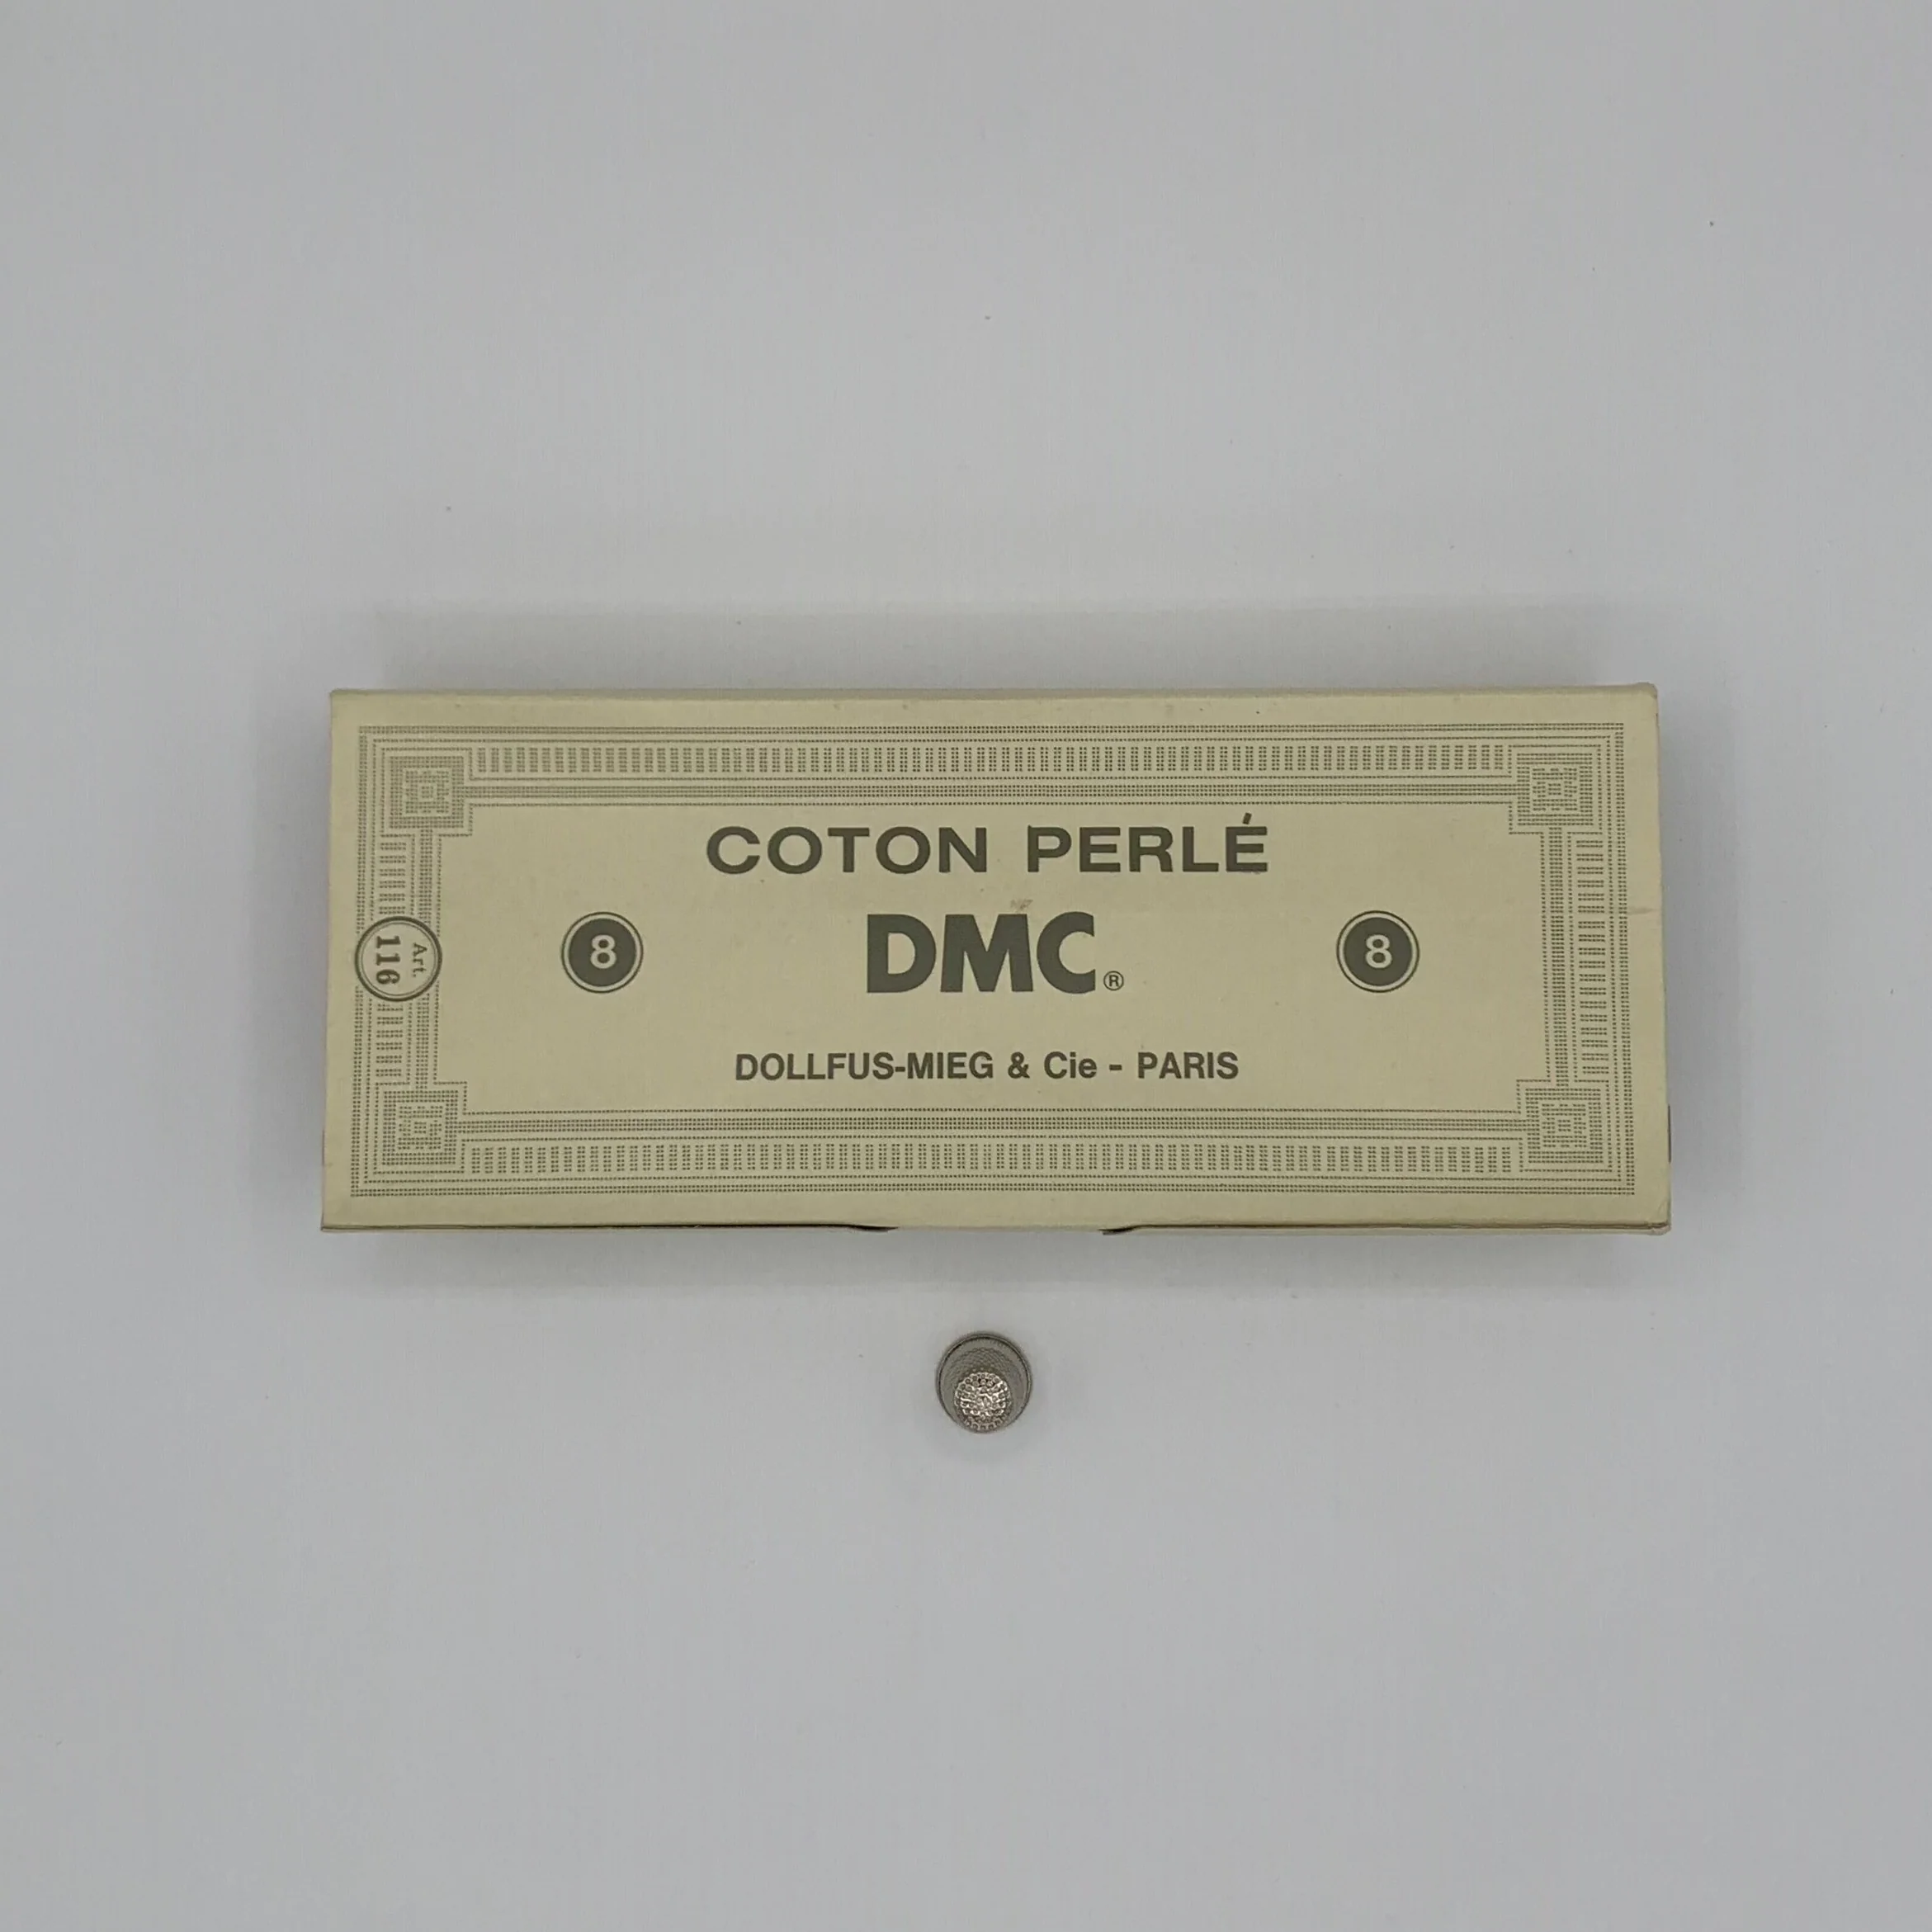 COTON PERLÉ
Art.
116
8
DMC®
8
DOLLFUS-MIEG & Cie - PARIS